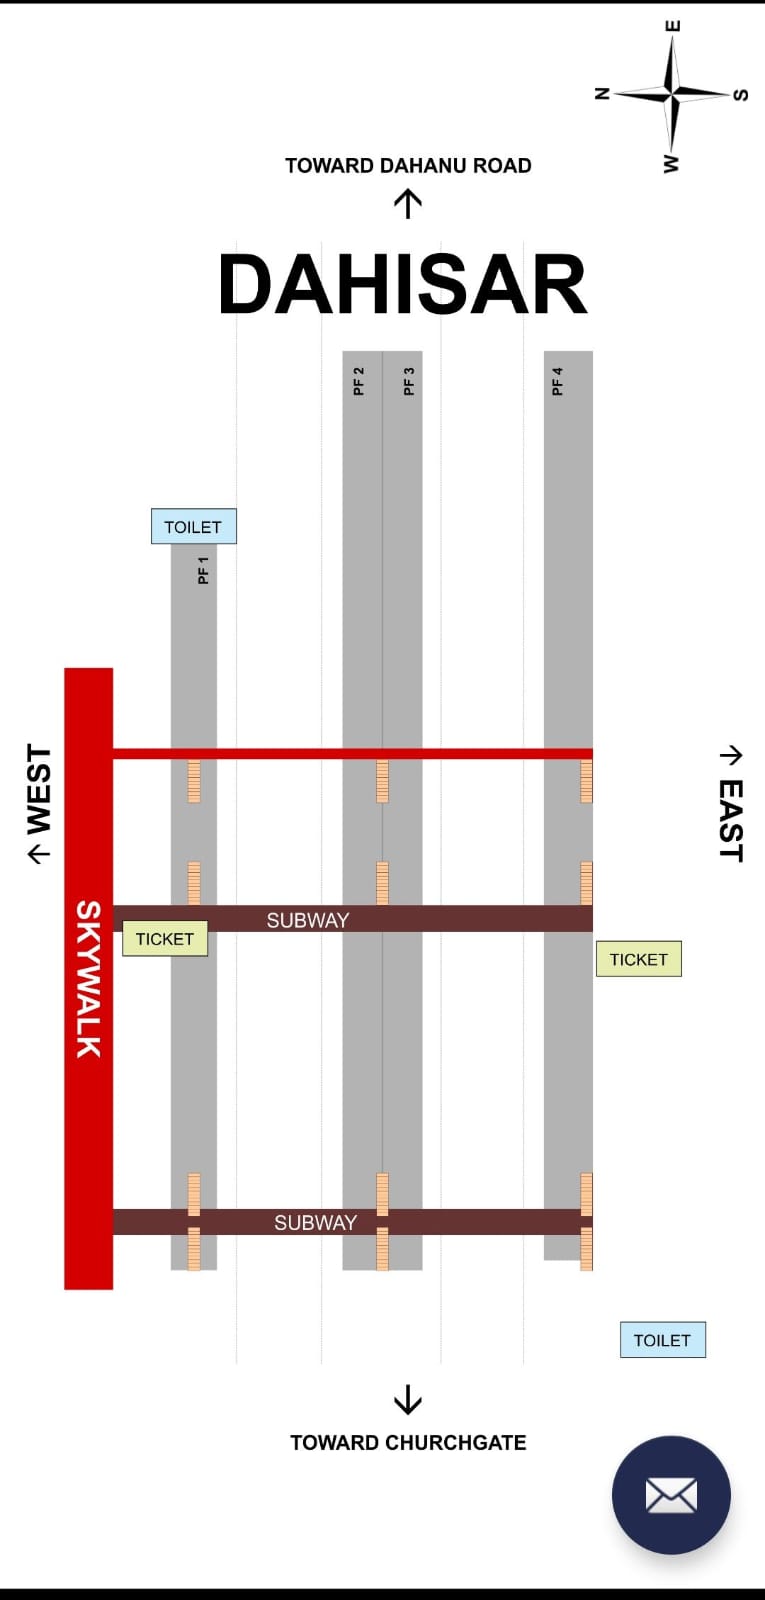 E
N
S
W
TOWARD DAHANU ROAD
↑
DAHISAR
PF 2
PF 3
PF 4
TOILET
PF 1
↑ WEST
→ EAST
SKYWALK
SUBWAY
TICKET
TICKET
SUBWAY
TOILET
↓
TOWARD CHURCHGATE